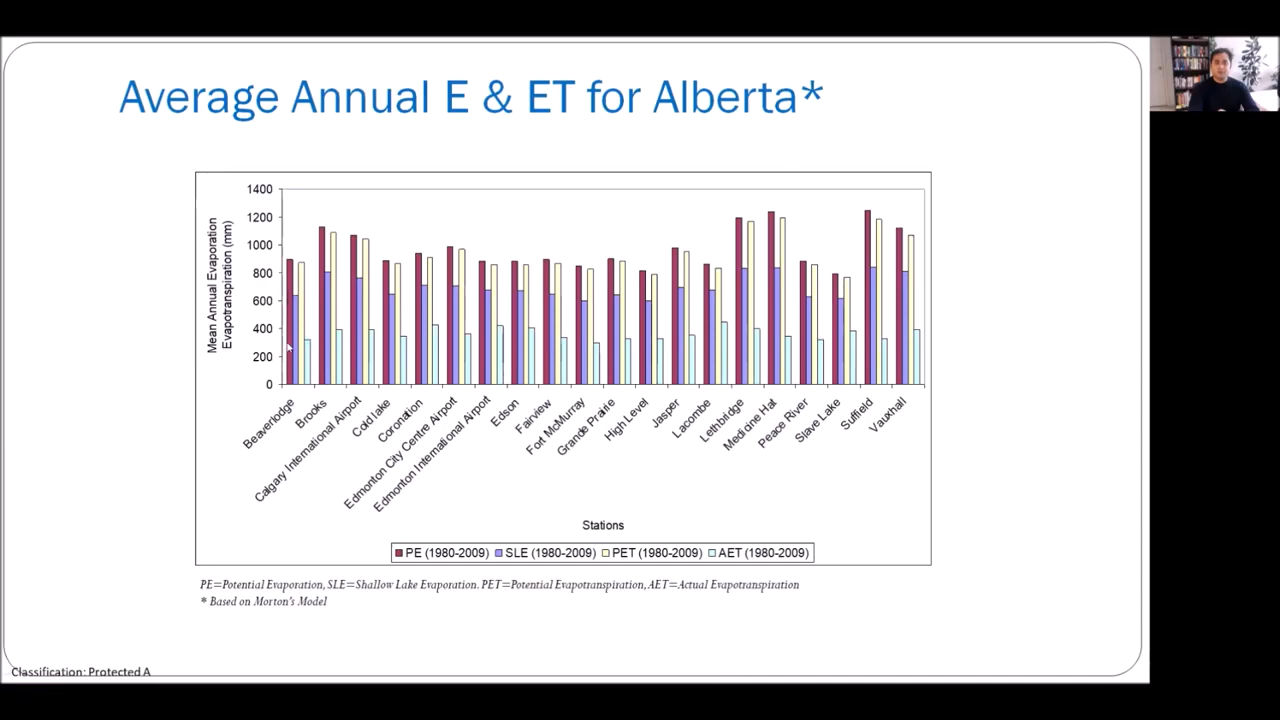 Average Annual E & ET for Alberta*
1400
1200
1000
800
600
400
200
0
Mean Annual Evaporation
Evapotranspiration (mm)
Beaverlodge
Brooks
Calgary International Airport
Cold lake
Coronation
Edmonton City Centre Airport
Edmonton International Airport
Edson
Fairview
Fort McMurray
Grande Prairie
High Level
Jasper
Lacombe
Lethbridge
Medicine Hat
Peace River
Slave Lake
Suffield
Vauxhall
Stations
PE (1980-2009) SLE (1980-2009) PET (1980-2009) AET (1980-2009)
PE=Potential Evaporation, SLE=Shallow Lake Evaporation. PET=Potential Evapotranspiration, AET=Actual Evapotranspiration
* Based on Morton's Model
Classification: Protected A